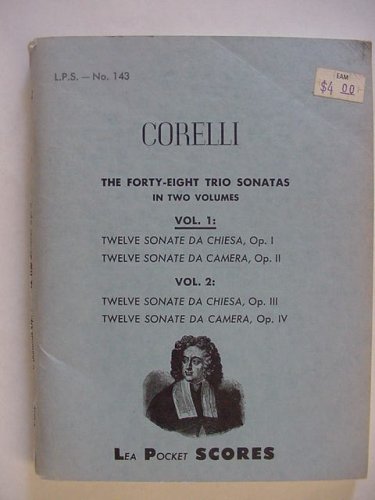 L.P.S. — No. 143
EAM
$4 00
CORELLI
THE FORTY-EIGHT TRIO SONATAS
IN TWO VOLUMES
VOL. 1:
TWELVE SONATE DA CHIESA, Op. I
TWELVE SONATE DA CAMERA, Op. II
VOL. 2:
TWELVE SONATE DA CHIESA, Op. III
TWELVE SONATE DA CAMERA, Op. IV
LEA POCKET SCORES